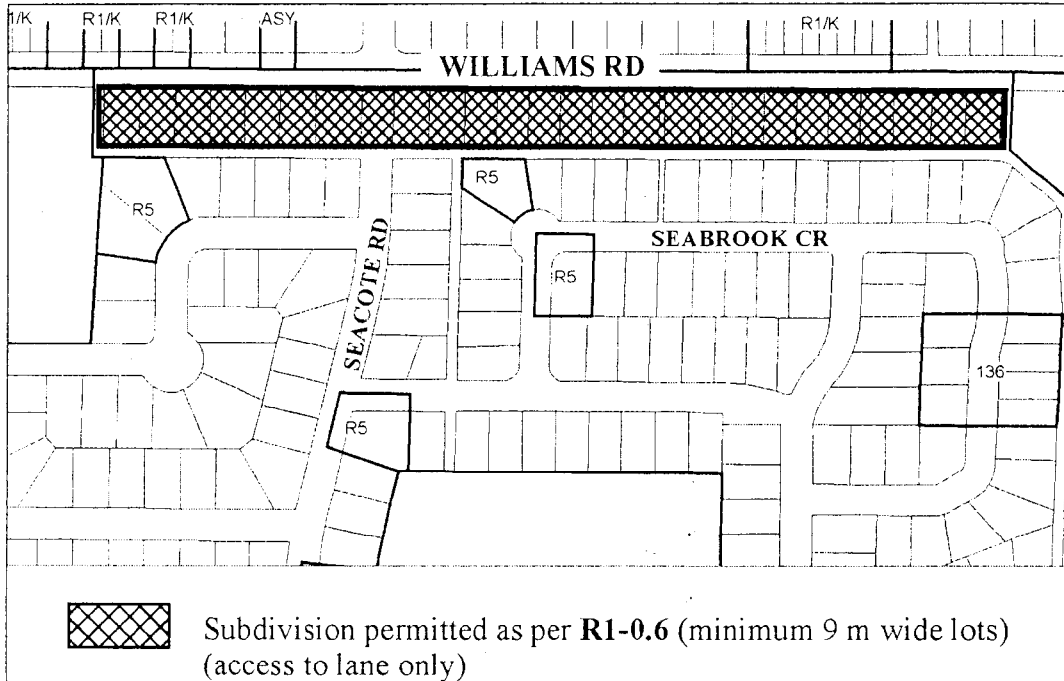 1/K R1/K R1/K ASY R1/K
WILLIAMS RD
R5
R5
SEABROOK CR
SEACOTE RD
R5
136
R5
Subdivision permitted as per R1-0.6 (minimum 9 m wide lots)
(access to lane only)